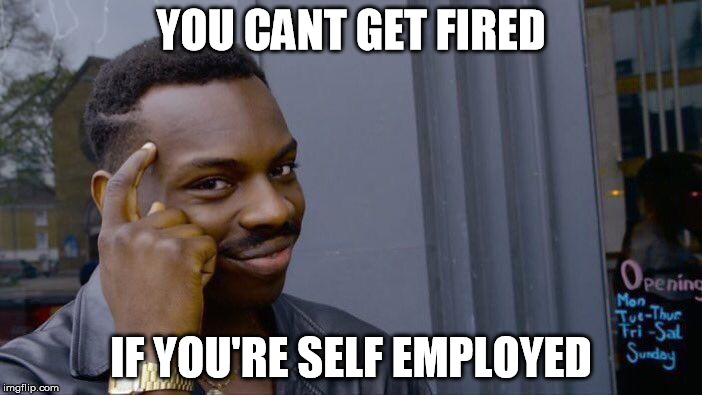 YOU CANT GET FIRED
Opening
Mon
Tue-Thur
Fri-Sat
Sunday
IF YOU'RE SELF EMPLOYED
imgflip.com